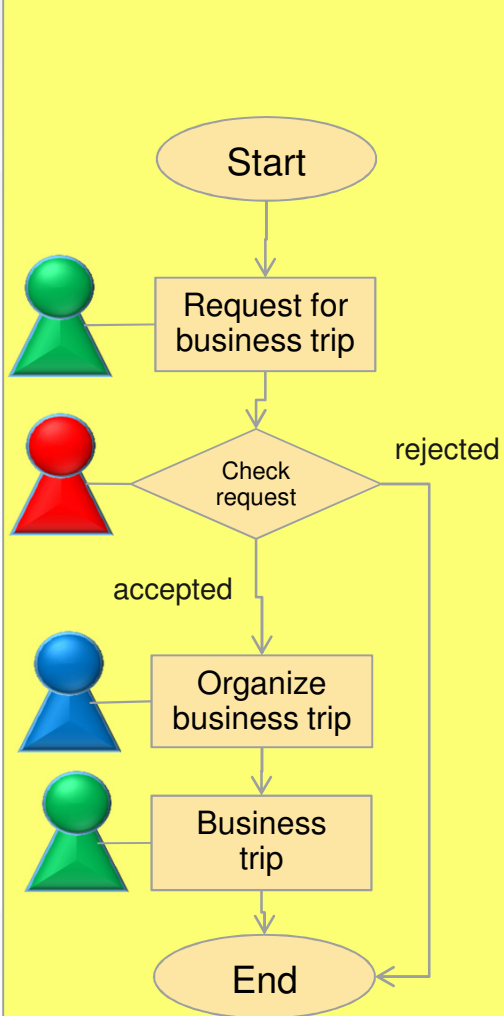 Start
Request for
business trip
Check
request
rejected
accepted
Organize
business trip
Business
trip
End